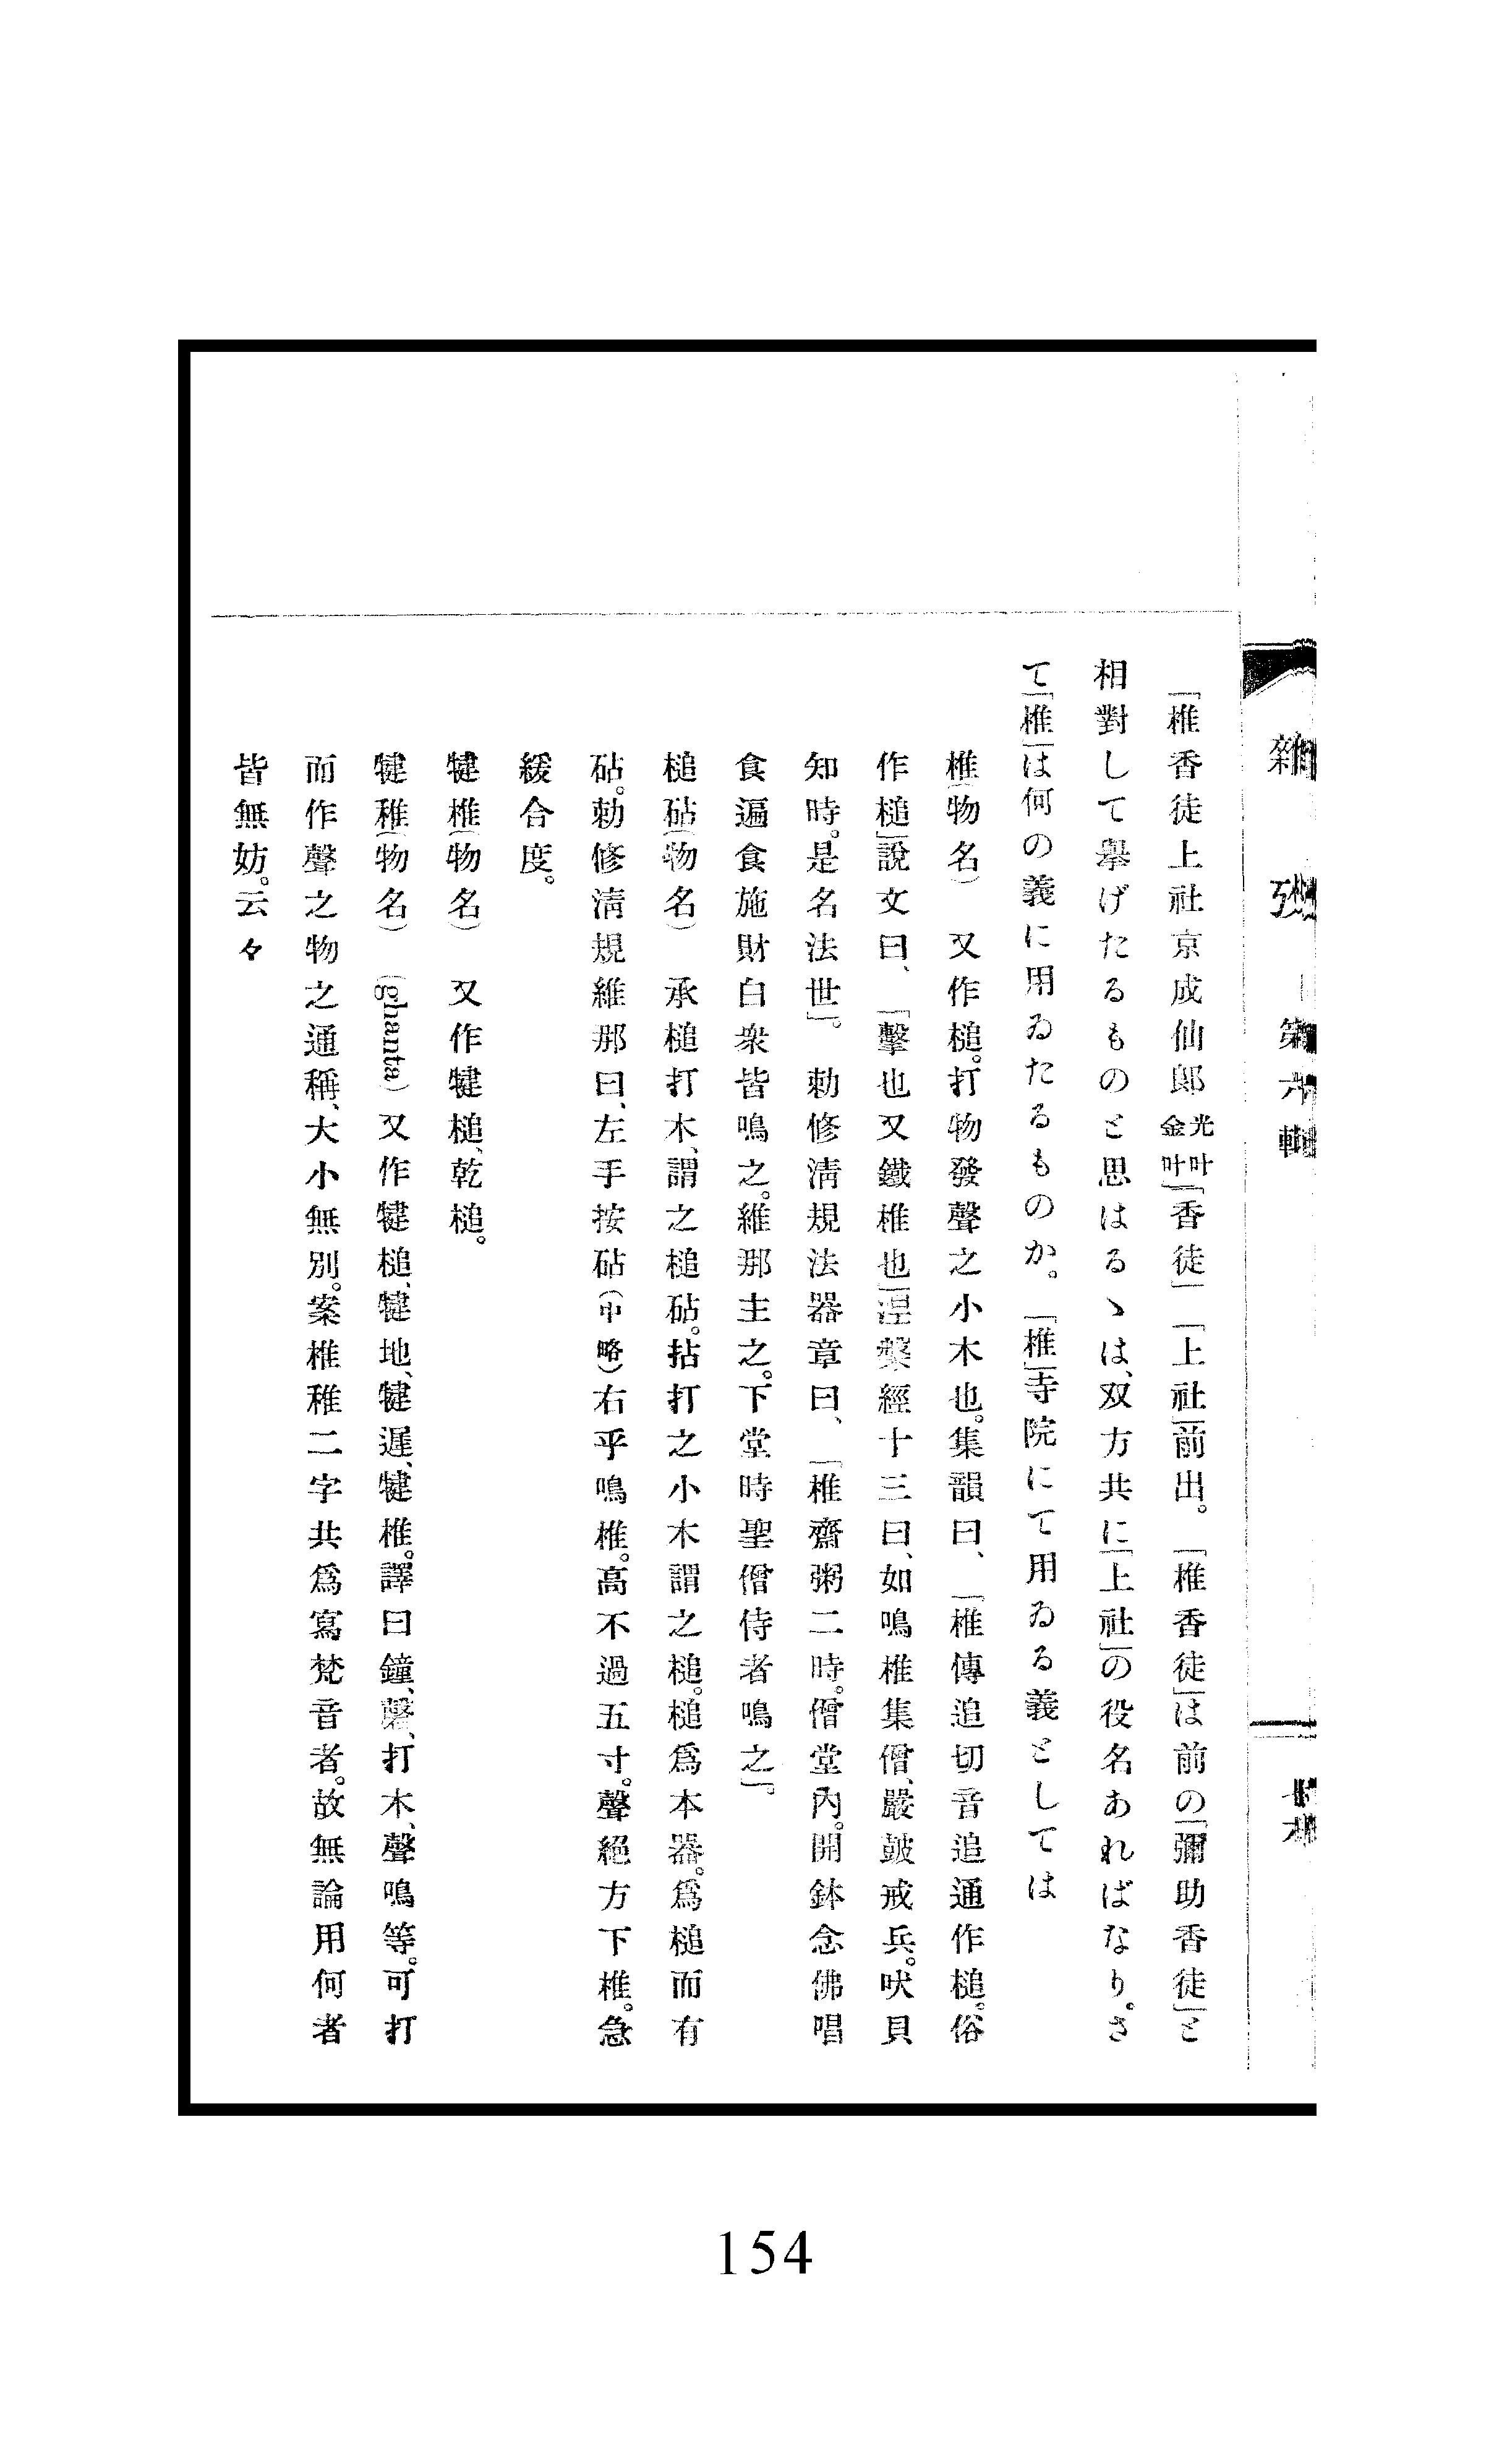 雜攷 第六輯
「椎香徒上社京成仙郞 光叶 金叶」「香徒」「上社」前出。「椎香徒」は前の「彌助香徒」と
相對して擧げたるものと思はるゝは、双方共に「上社」の役名あればなり。さ
て「椎」は何の義に用ゐたるものか。「椎」寺院にて用ゐる義としては
椎(物名) 又作槌。打物發聲之小木也。集韻曰、「椎傳追切音追通作槌。俗
作槌」說文曰、「擊也又鐵椎也」涅槃經十三曰、如鳴椎集僧、嚴鼓戒兵。吠貝
知時。是名法世」。勅修淸規法器章曰、「椎齋粥二時。僧堂內。開鉢念佛唱
食遍食施財白衆皆鳴之。維那主之。下堂時聖僧侍者鳴之」。
槌砧(物名) 承槌打木、謂之槌砧。拈打之小木謂之槌。槌爲本器。爲槌而有
砧。勅修淸規維那曰、左手按砧(中略)右乎鳴椎。高不過五寸。聲絕方下椎。急
緩合度。
犍椎(物名) 又作犍槌、乾槌。
犍稚(物名) (ghanta)又作犍槌、犍地、犍遲、犍椎。譯曰鐘、磬、打木、聲鳴等。可打
而作聲之物之通稱、大小無別。案椎稚二字共爲寫梵音者。故無論用何者
皆無妨。云々
154